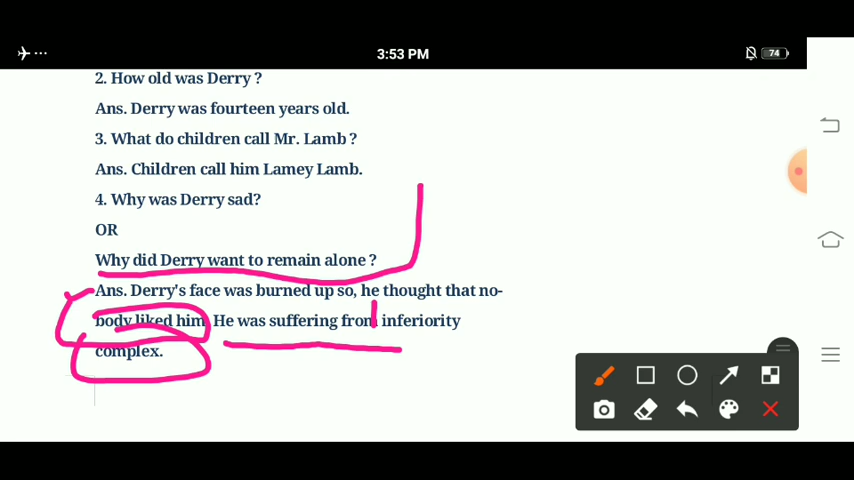 3:53 PM
74
2. How old was Derry ?
Ans. Derry was fourteen years old.
3. What do children call Mr. Lamb ?
Ans. Children call him Lamey Lamb.
4. Why was Derry sad?
OR
Why did Derry want to remain alone ?
Ans. Derry's face was burned up so, he thought that no-
body liked him. He was suffering from inferiority
complex.